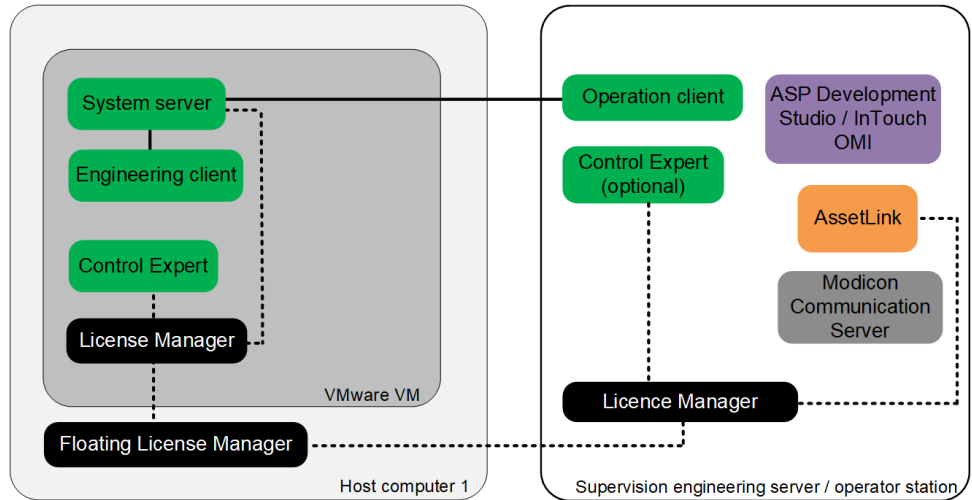 System server
Engineering client
Control Expert
License Manager
VMware VM
Floating License Manager
Host computer 1
Operation client
Control Expert
(optional)
ASP Development
Studio / InTouch
OMI
AssetLink
Modicon
Communication
Server
Licence Manager
Supervision engineering server / operator station